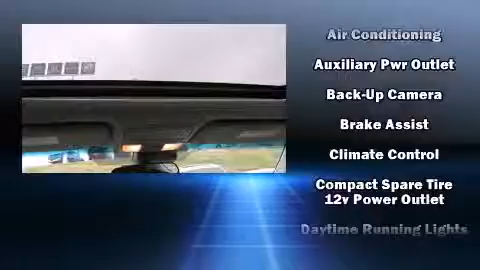 Air Conditioning
Auxiliary Pwr Outlet
Back-Up Camera
Brake Assist
Climate Control
Compact Spare Tire
12v Power Outlet
Daytime Running Lights